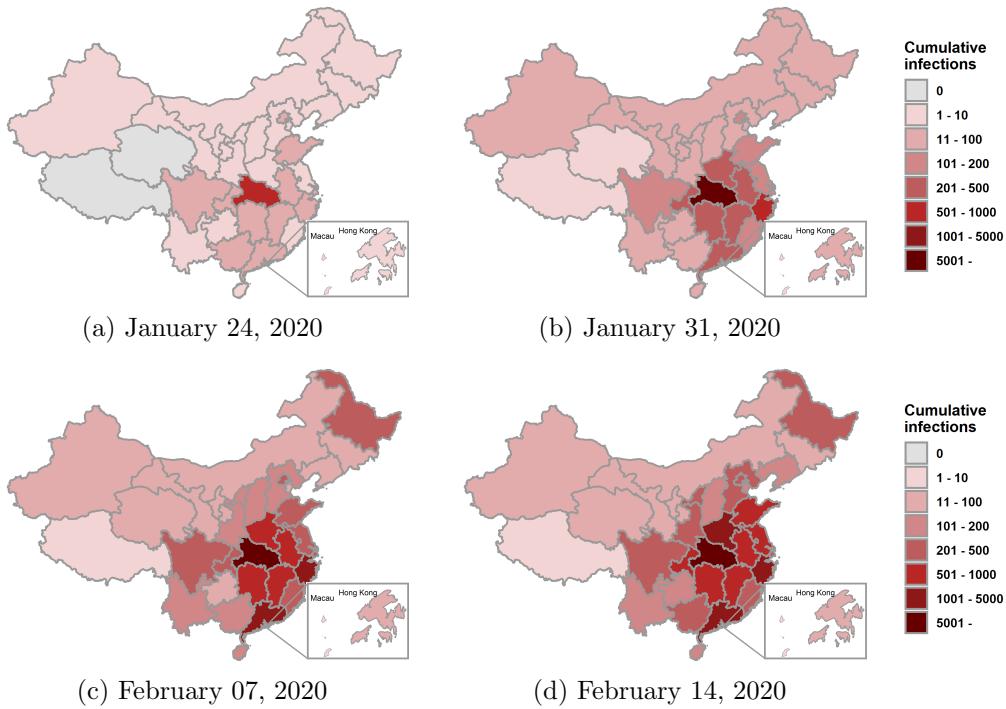 Macau Hong Kong
(a) January 24, 2020
Macau Hong Kong
(b) January 31, 2020
Cumulative
infections
0
1 - 10
11 - 100
101 - 200
201 - 500
501 - 1000
1001 - 5000
5001 -
Macau Hong Kong
(c) February 07, 2020
Macau Hong Kong
(d) February 14, 2020
Cumulative
infections
0
1 - 10
11 - 100
101 - 200
201 - 500
501 - 1000
1001 - 5000
5001 -